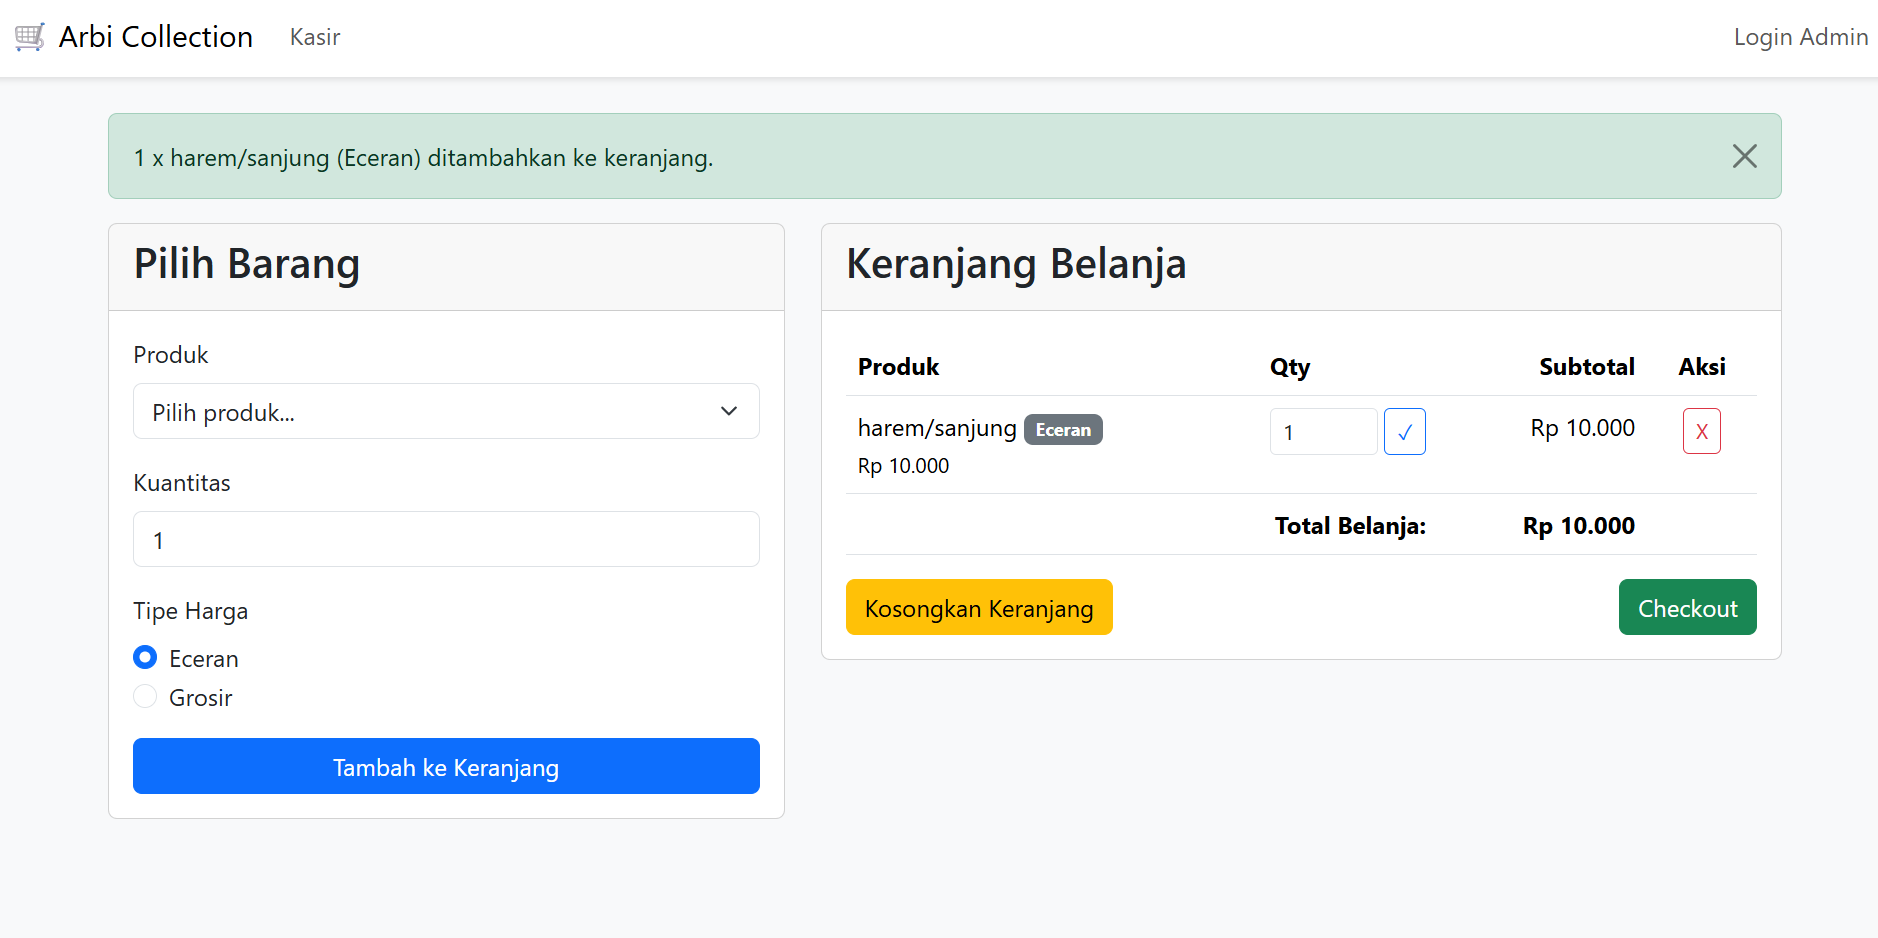 Arbi Collection Kasir Login Admin
1 x harem/sanjung (Eceran) ditambahkan ke keranjang.
Pilih Barang
Produk
Pilih produk...
Kuantitas
1
Tipe Harga
Eceran
Grosir
Tambah ke Keranjang
Keranjang Belanja
Produk Qty Subtotal Aksi
harem/sanjung Eceran 1 ✓ Rp 10.000 X
Rp 10.000
Total Belanja: Rp 10.000
Kosongkan Keranjang Checkout